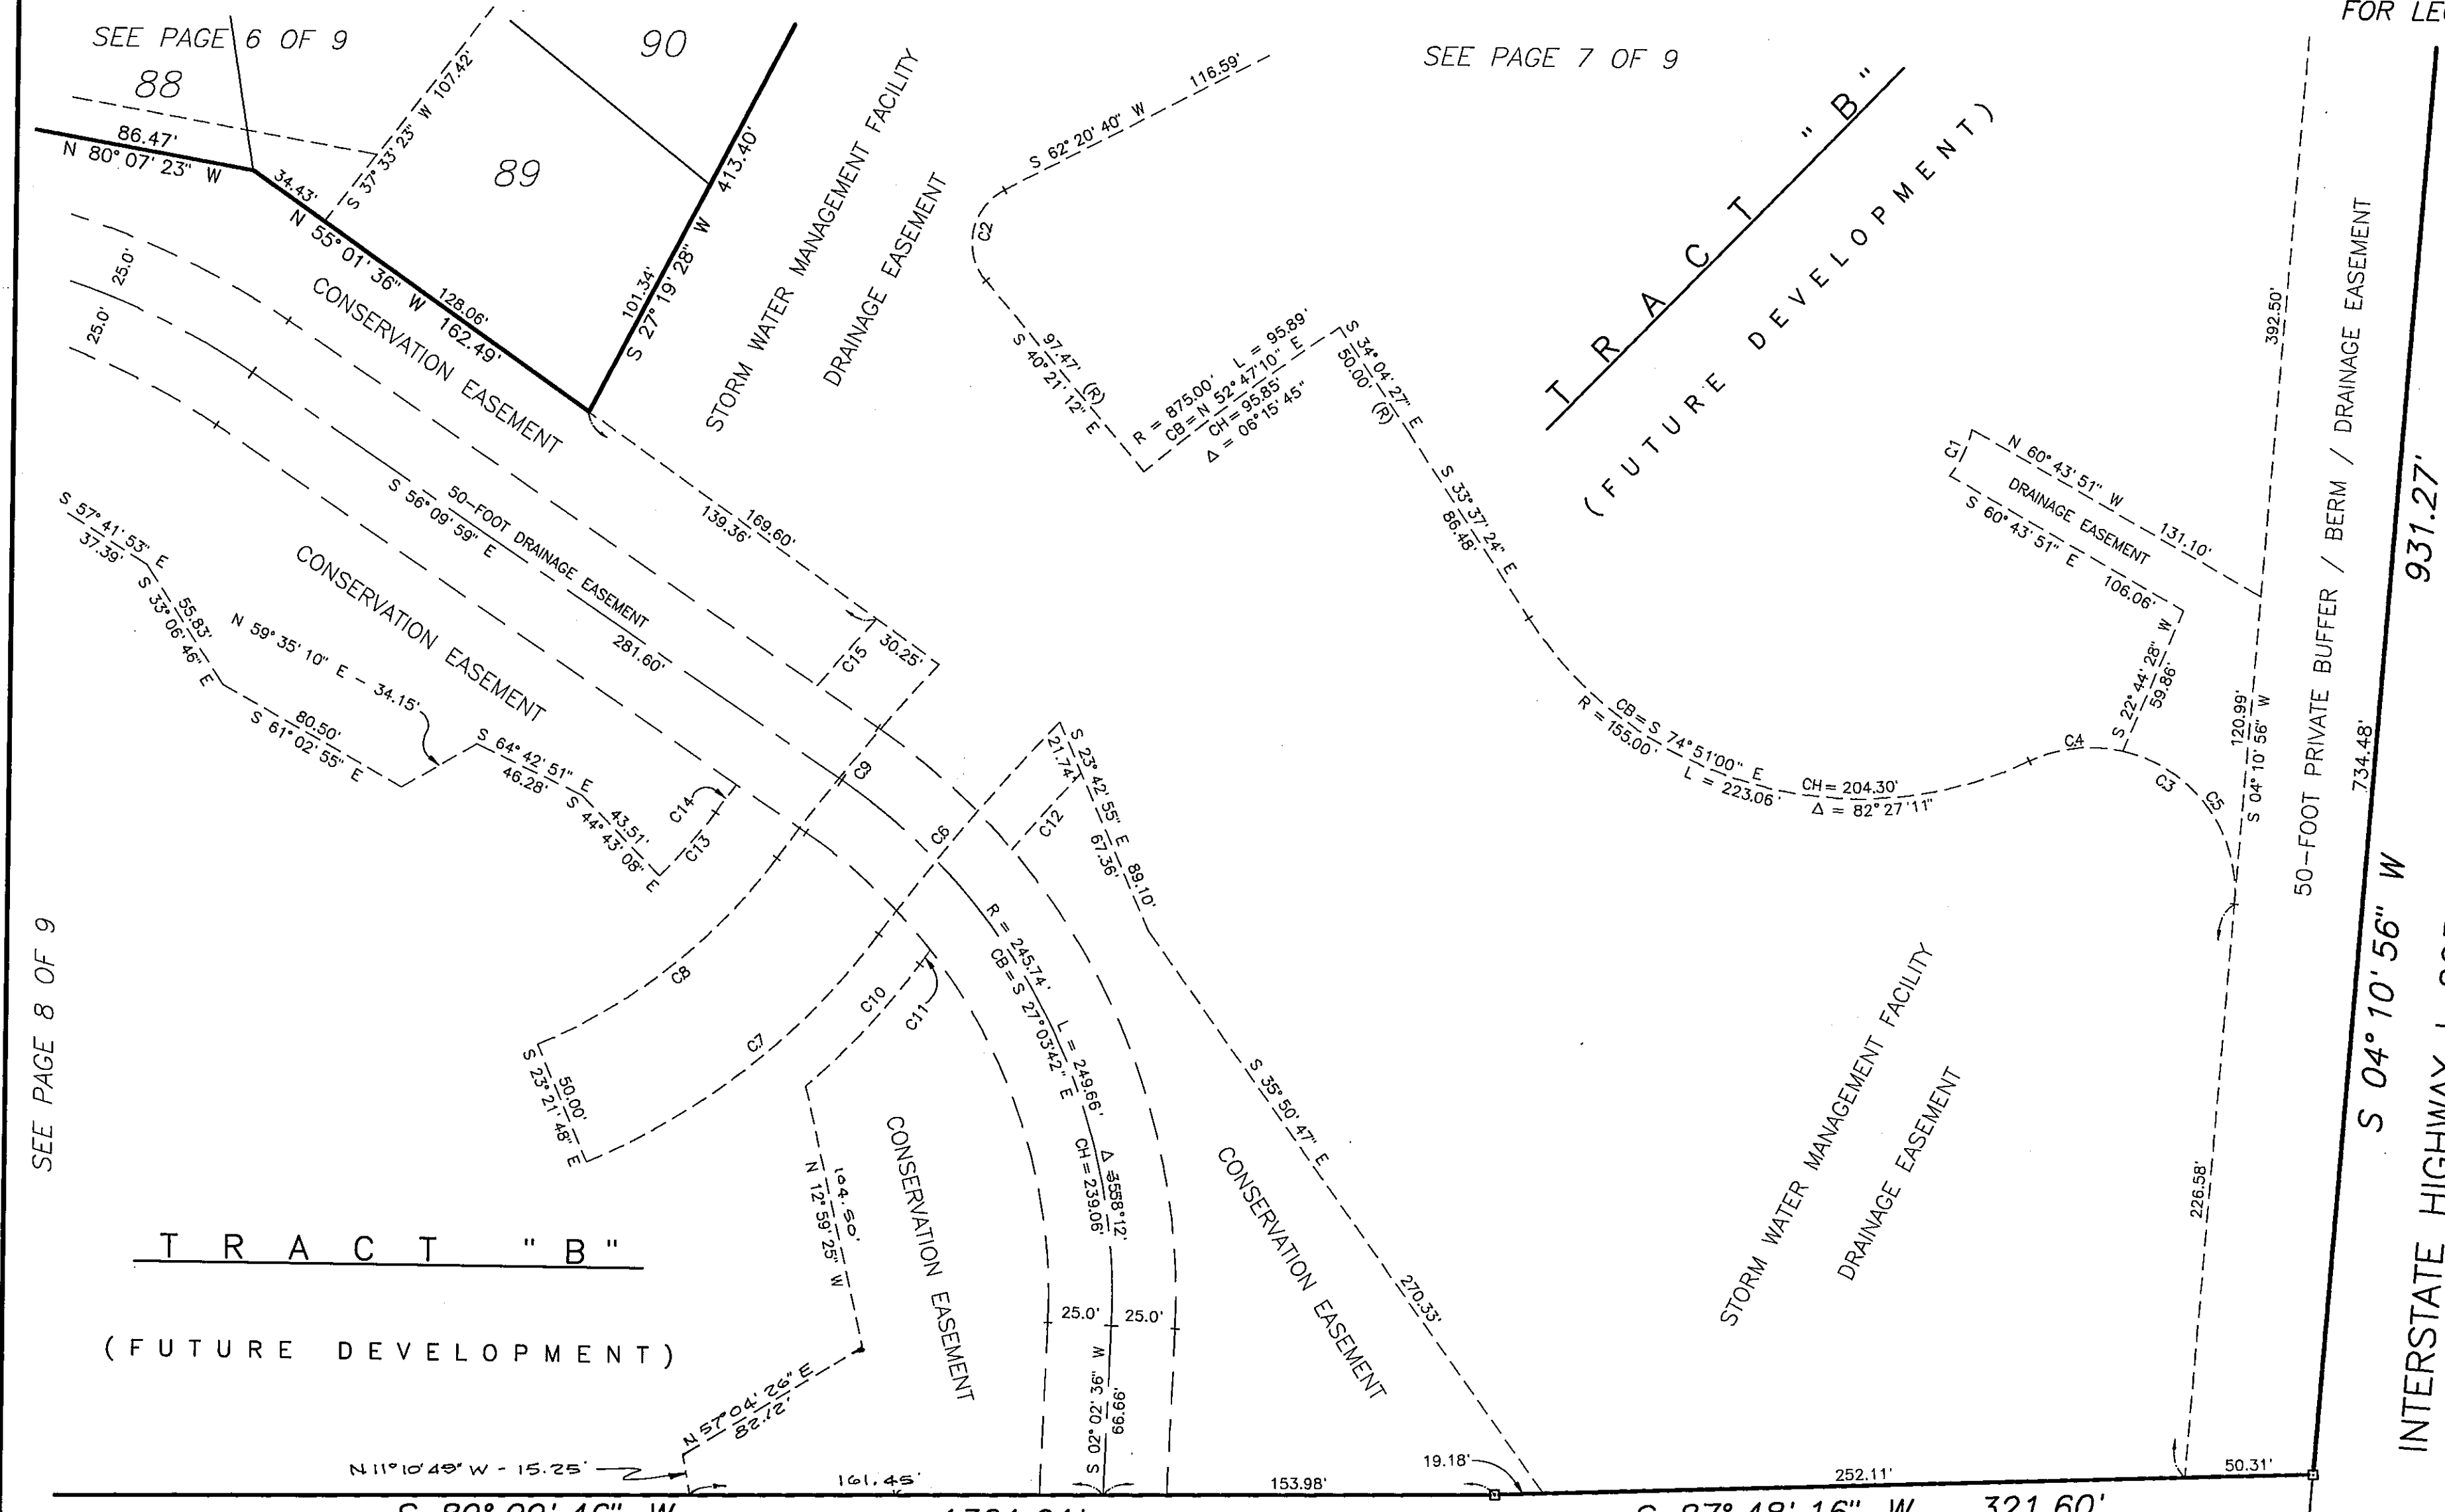 FOR LE
SEE PAGE 6 OF 9
90
SEE PAGE 7 OF 9
88
S 37° 33' 23" W 107.42'
116.59'
S 62° 20' 40" W
T R A C T " B "
( F U T U R E D E V E L O P M E N T )
86.47'
N 80° 07' 23" W
34.43'
89
413.40'
101.34'
S 27° 19' 28" W
STORM WATER MANAGEMENT FACILITY
DRAINAGE EASEMENT
N 55° 01' 36" W 162.49'
128.06'
CONSERVATION EASEMENT
25.0'
25.0'
C2
97.47' (R)
S 40° 21' 12" E
R = 875.00' L = 95.89'
CB = N 52° 47' 10" E
CH = 95.85'
Δ = 06° 15' 45"
S 34° 04' 27" E
50.00' (R)
S 33° 37' 24" E
86.48'
392.50'
50-FOOT PRIVATE BUFFER / BERM / DRAINAGE EASEMENT
C1
N 60° 43' 51" W 131.10'
DRAINAGE EASEMENT
S 60° 43' 51" E 106.06'
931.27'
S 57° 41' 53" E
37.39'
55.83'
S 33° 06' 46" E
N 59° 35' 10" E - 34.15'
50-FOOT DRAINAGE EASEMENT
S 56° 09' 59" E 281.60'
CONSERVATION EASEMENT
169.60'
139.36'
30.25'
C15
80.50'
S 61° 02' 55" E
S 64° 42' 51" E
46.28'
43.51'
S 44° 43' 08" E
C14
C13
C9
C6
S 23° 42' 55" E 89.10'
21.74'
67.36'
C12
CB = S 74° 51' 00" E CH = 204.30'
R = 155.00' L = 223.06' Δ = 82° 27' 11"
C4
C3
C5
S 22° 44' 28" W
59.86'
120.99'
S 04° 10' 56" W
734.48'
S 04° 10' 56" W
INTERSTATE HIGHWAY
SEE PAGE 8 OF 9
C8
C7
C10
C11
S 23° 21' 48" E
50.00'
R = 245.74' L = 249.66'
CB = S 27° 03' 42" E CH = 239.06'
S 35° 50' 47" E 270.33'
CONSERVATION EASEMENT
CONSERVATION EASEMENT
STORM WATER MANAGEMENT FACILITY
DRAINAGE EASEMENT
226.58'
T R A C T " B "
( F U T U R E D E V E L O P M E N T )
N 12° 59' 25" W
25.0' 25.0'
S 02° 02' 36" W
66.66'
N 57° 04' 26" E
82.12'
N 11° 10' 49" W - 15.25'
161.45'
153.98'
19.18'
252.11'
50.31'
S 87° 48' 16" W 321.60'